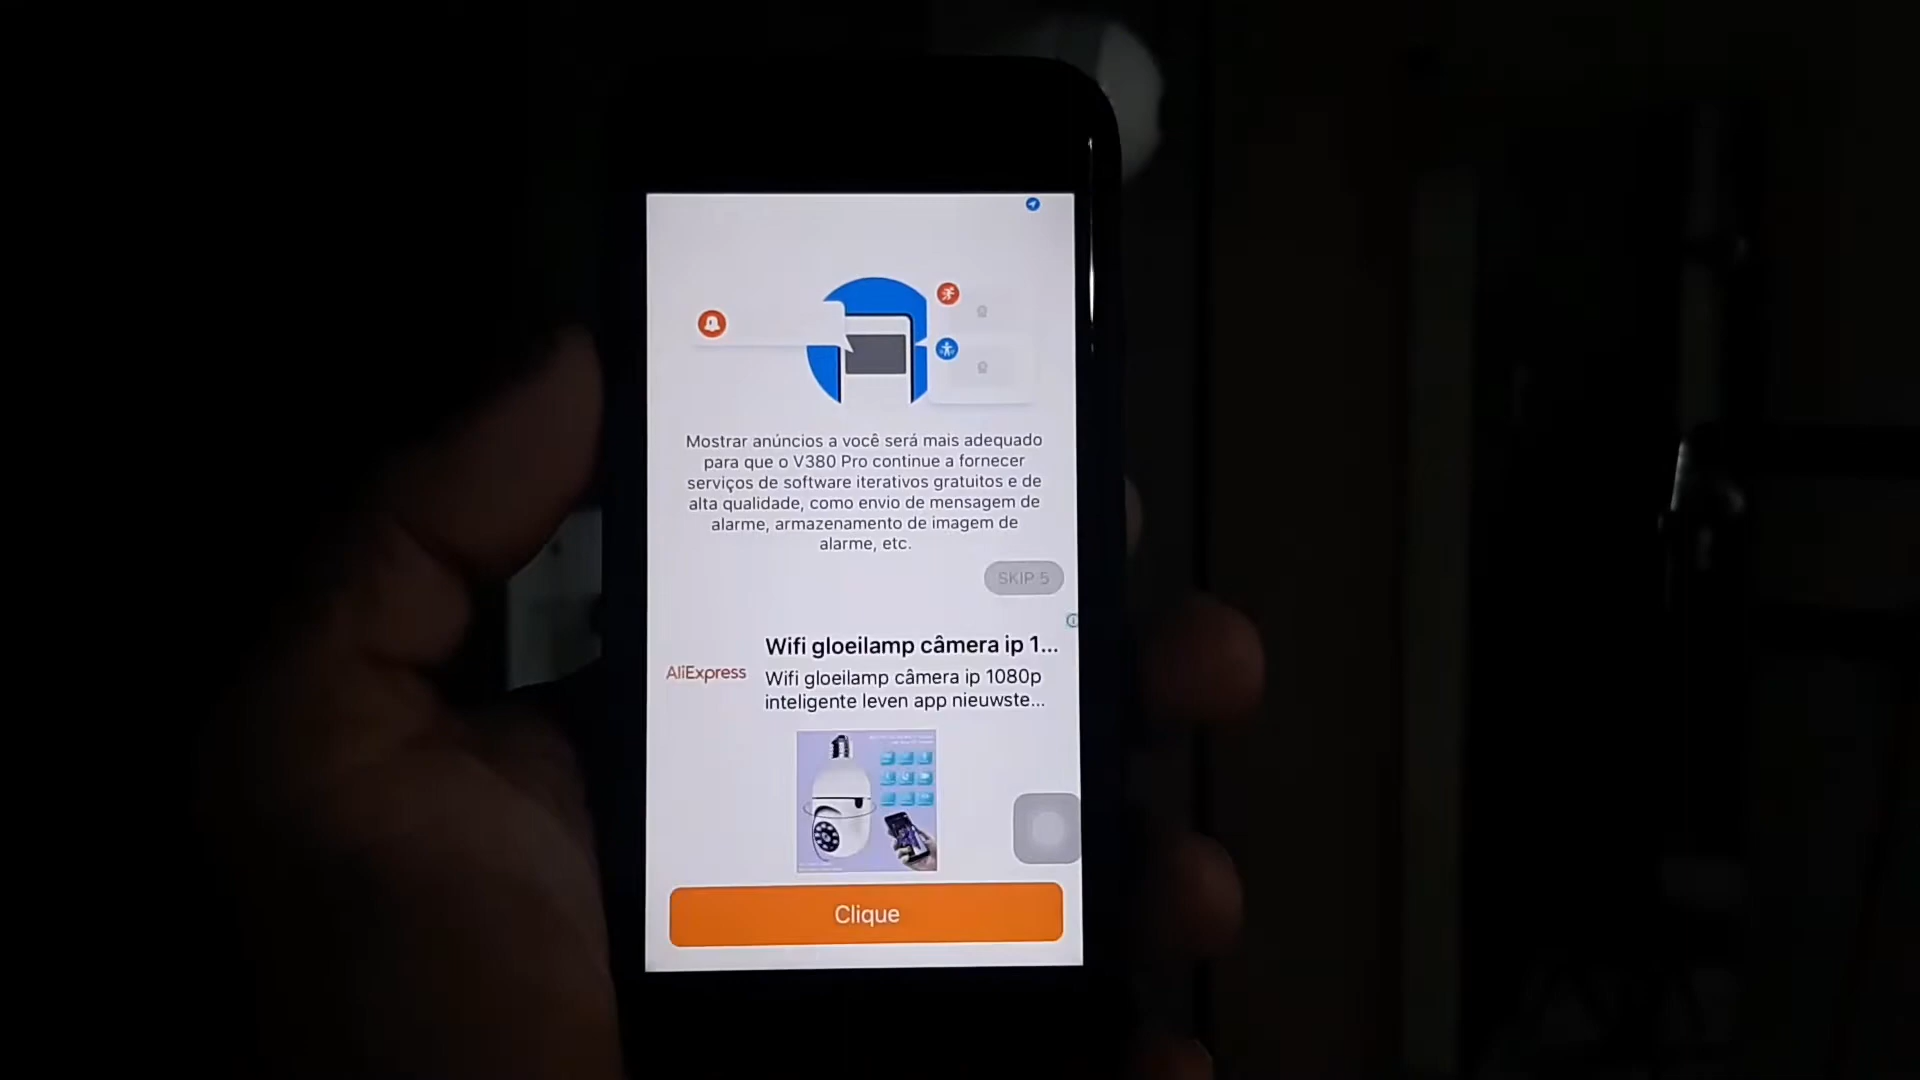 Mostrar anúncios a você será mais adequado
para que o V380 Pro continue a fornecer
serviços de software iterativos gratuitos e de
alta qualidade, como envio de mensagem de
alarme, armazenamento de imagem de
alarme, etc.
SKIP 5
Wifi gloeilamp câmera ip 1...
AliExpress
Wifi gloeilamp câmera ip 1080p
inteligente leven app nieuwste...
Clique